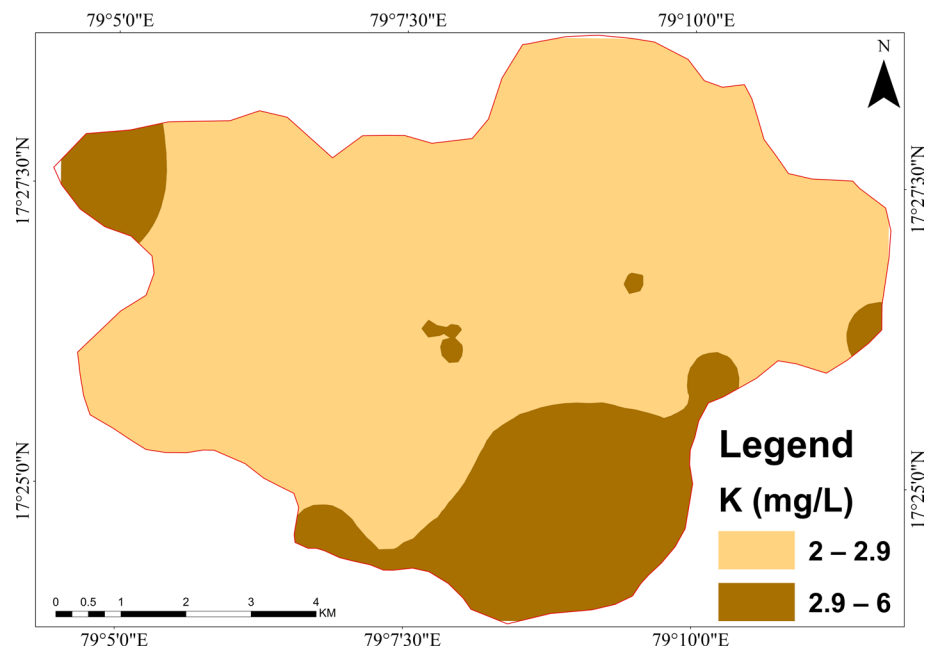 79°5'0"E 79°7'30"E 79°10'0"E
N
17°27'30"N 17°27'30"N
17°25'0"N 17°25'0"N
Legend
K (mg/L)
2 – 2.9
2.9 – 6
0 0.5 1 2 3 4
KM
79°5'0"E 79°7'30"E 79°10'0"E